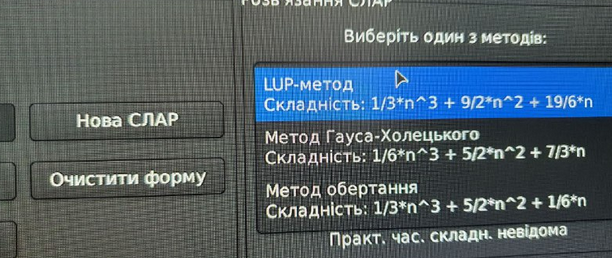 Розв'язання СЛАР
Виберіть один з методів:
LUP-метод
Складність: 1/3*n^3 + 9/2*n^2 + 19/6*n
Нова СЛАР
Метод Гауса-Холецького
Складність: 1/6*n^3 + 5/2*n^2 + 7/3*n
Очистити форму
Метод обертання
Складність: 1/3*n^3 + 5/2*n^2 + 1/6*n
Практ. час. складн. невідома